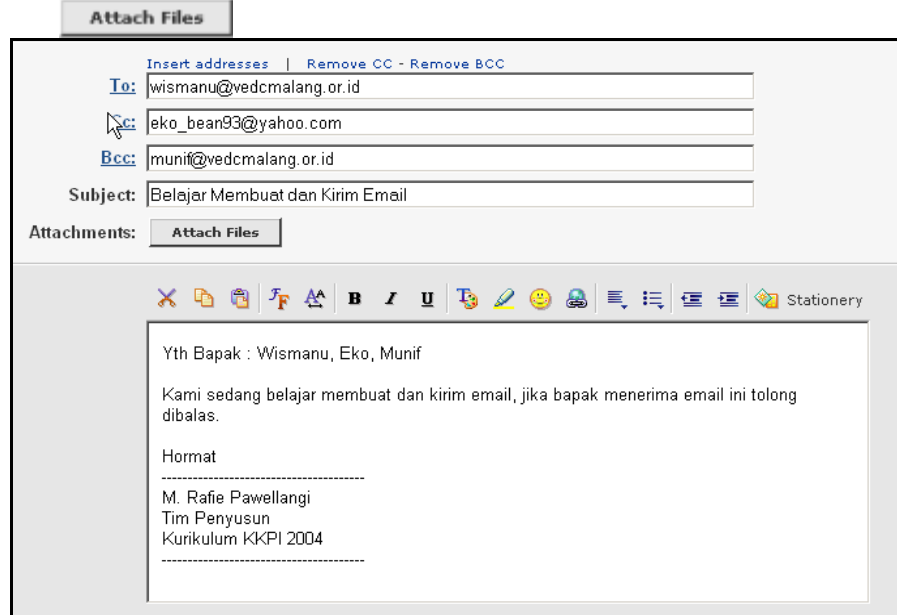 Attach Files
Insert addresses | Remove CC - Remove BCC
To: wismanu@vedcmalang.or.id
Cc: eko_bean93@yahoo.com
Bcc: munif@vedcmalang.or.id
Subject: Belajar Membuat dan Kirim Email
Attachments: Attach Files
B I U Stationery
Yth Bapak : Wismanu, Eko, Munif
Kami sedang belajar membuat dan kirim email, jika bapak menerima email ini tolong
dibalas.
Hormat
---------------------------------------
M. Rafie Pawellangi
Tim Penyusun
Kurikulum KKPI 2004
---------------------------------------